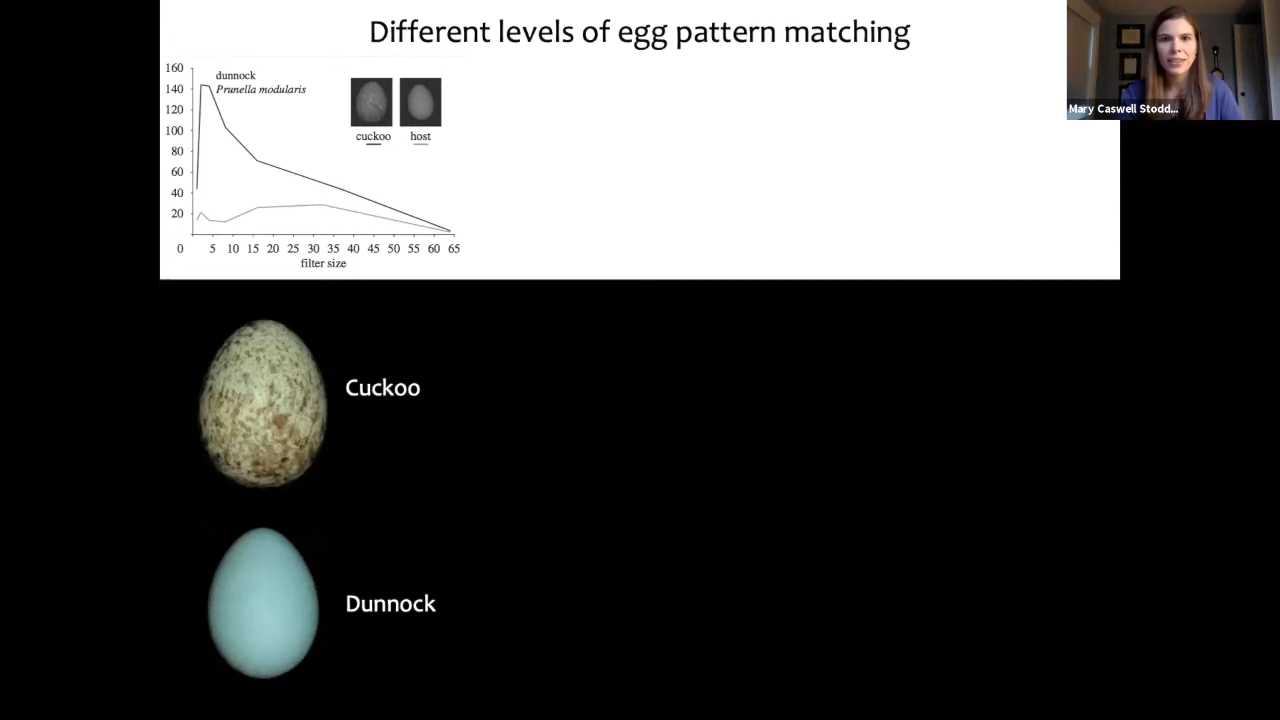 Different levels of egg pattern matching
Mary Caswell Stodd...
160
140
120
100
80
60
40
20
0 5 10 15 20 25 30 35 40 45 50 55 60 65
filter size
dunnock
Prunella modularis
cuckoo host
Cuckoo
Dunnock